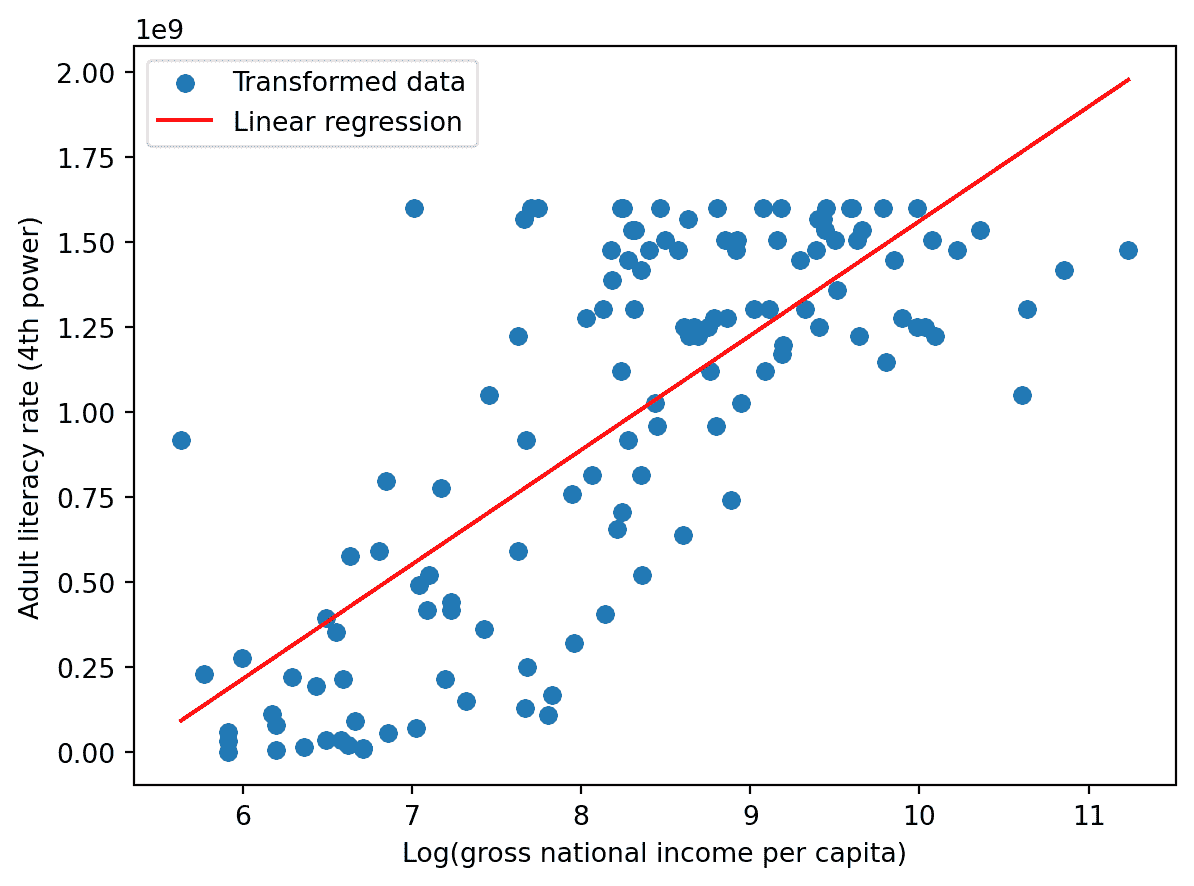 1e9
2.00
1.75
1.50
1.25
1.00
0.75
0.50
0.25
0.00
Adult literacy rate (4th power)
Transformed data
Linear regression
6 7 8 9 10 11
Log(gross national income per capita)